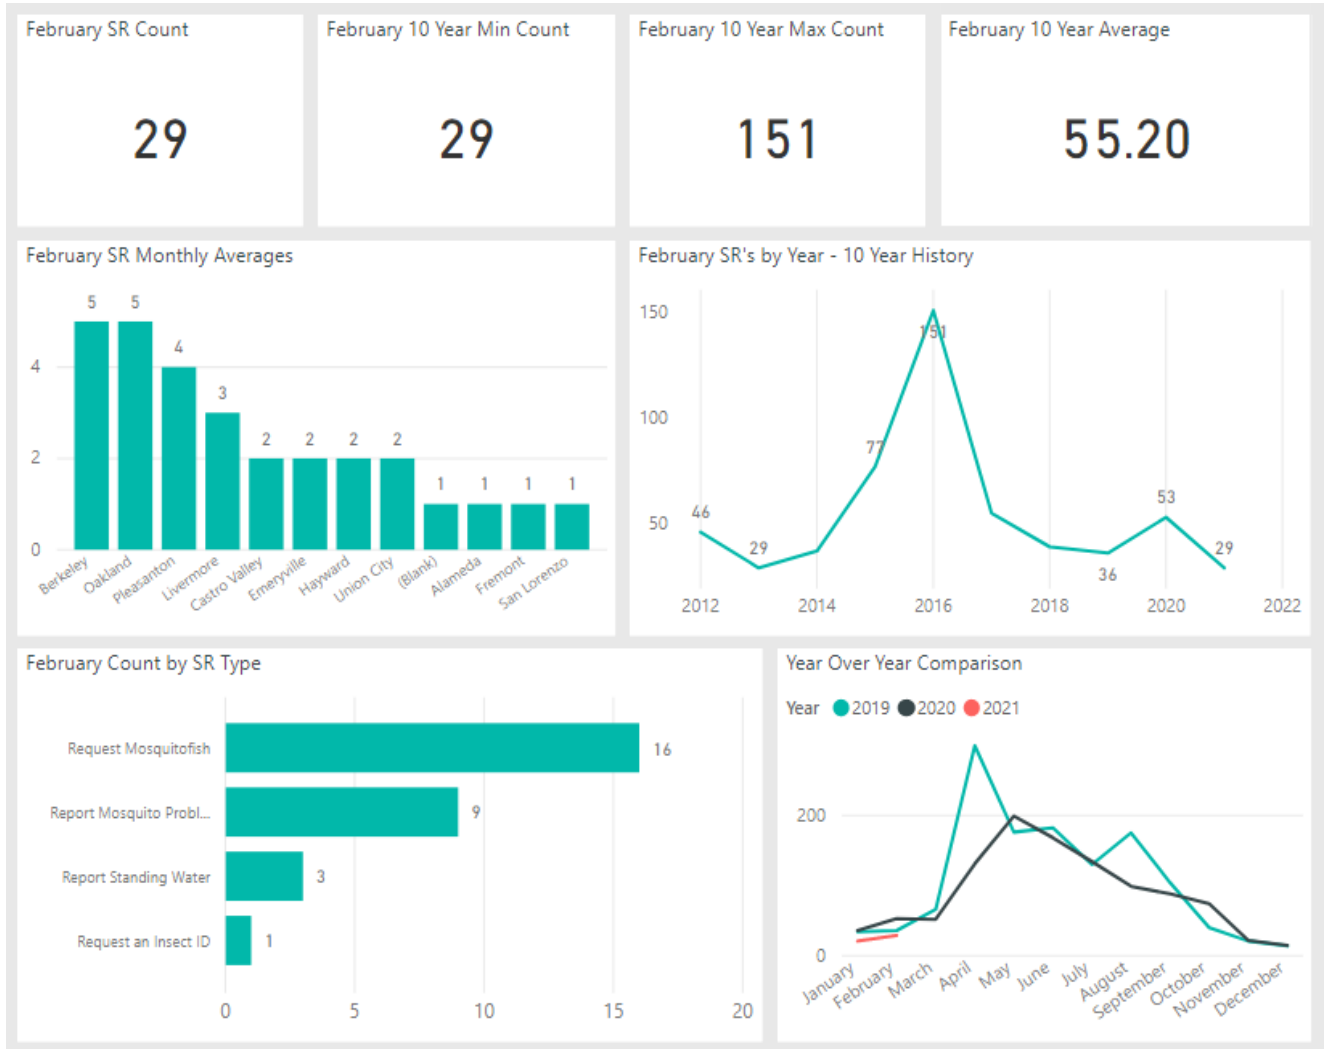 February SR Count
29
February 10 Year Min Count
29
February 10 Year Max Count
151
February 10 Year Average
55.20
February SR Monthly Averages
5 5 4 3 2 2 2 2 1 1 1 1
4
2
0
Berkeley Oakland Pleasanton Livermore Castro Valley Emeryville Hayward Union City (Blank) Alameda Fremont San Lorenzo
February SR's by Year - 10 Year History
150
100
50
46 29 77 151 36 53 29
2012 2014 2016 2018 2020 2022
February Count by SR Type
Request Mosquitofish 16
Report Mosquito Probl... 9
Report Standing Water 3
Request an Insect ID 1
0 5 10 15 20
Year Over Year Comparison
Year 2019 2020 2021
200
0
January February March April May June July August September October November December